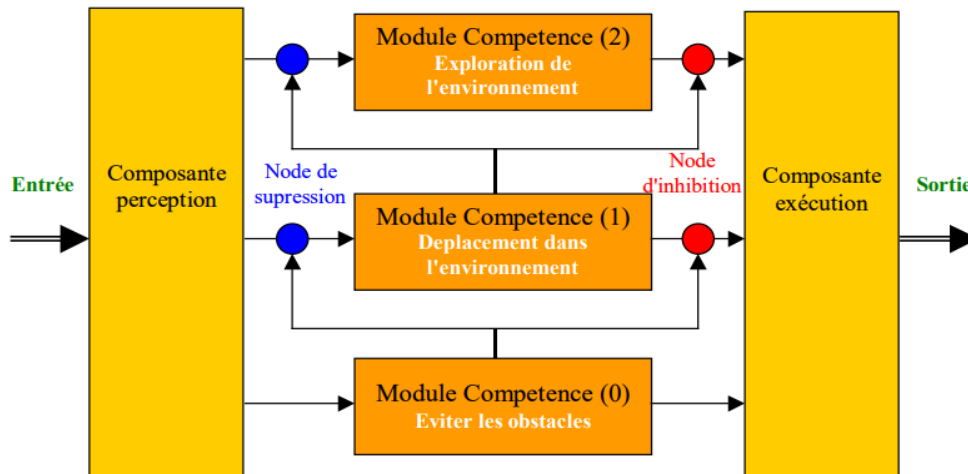 Module Competence (2)
Exploration de
l'environnement
Entrée
Composante
perception
Node de
supression
Node
d'inhibition
Composante
exécution
Sortie
Module Competence (1)
Deplacement dans
l'environnement
Module Competence (0)
Eviter les obstacles